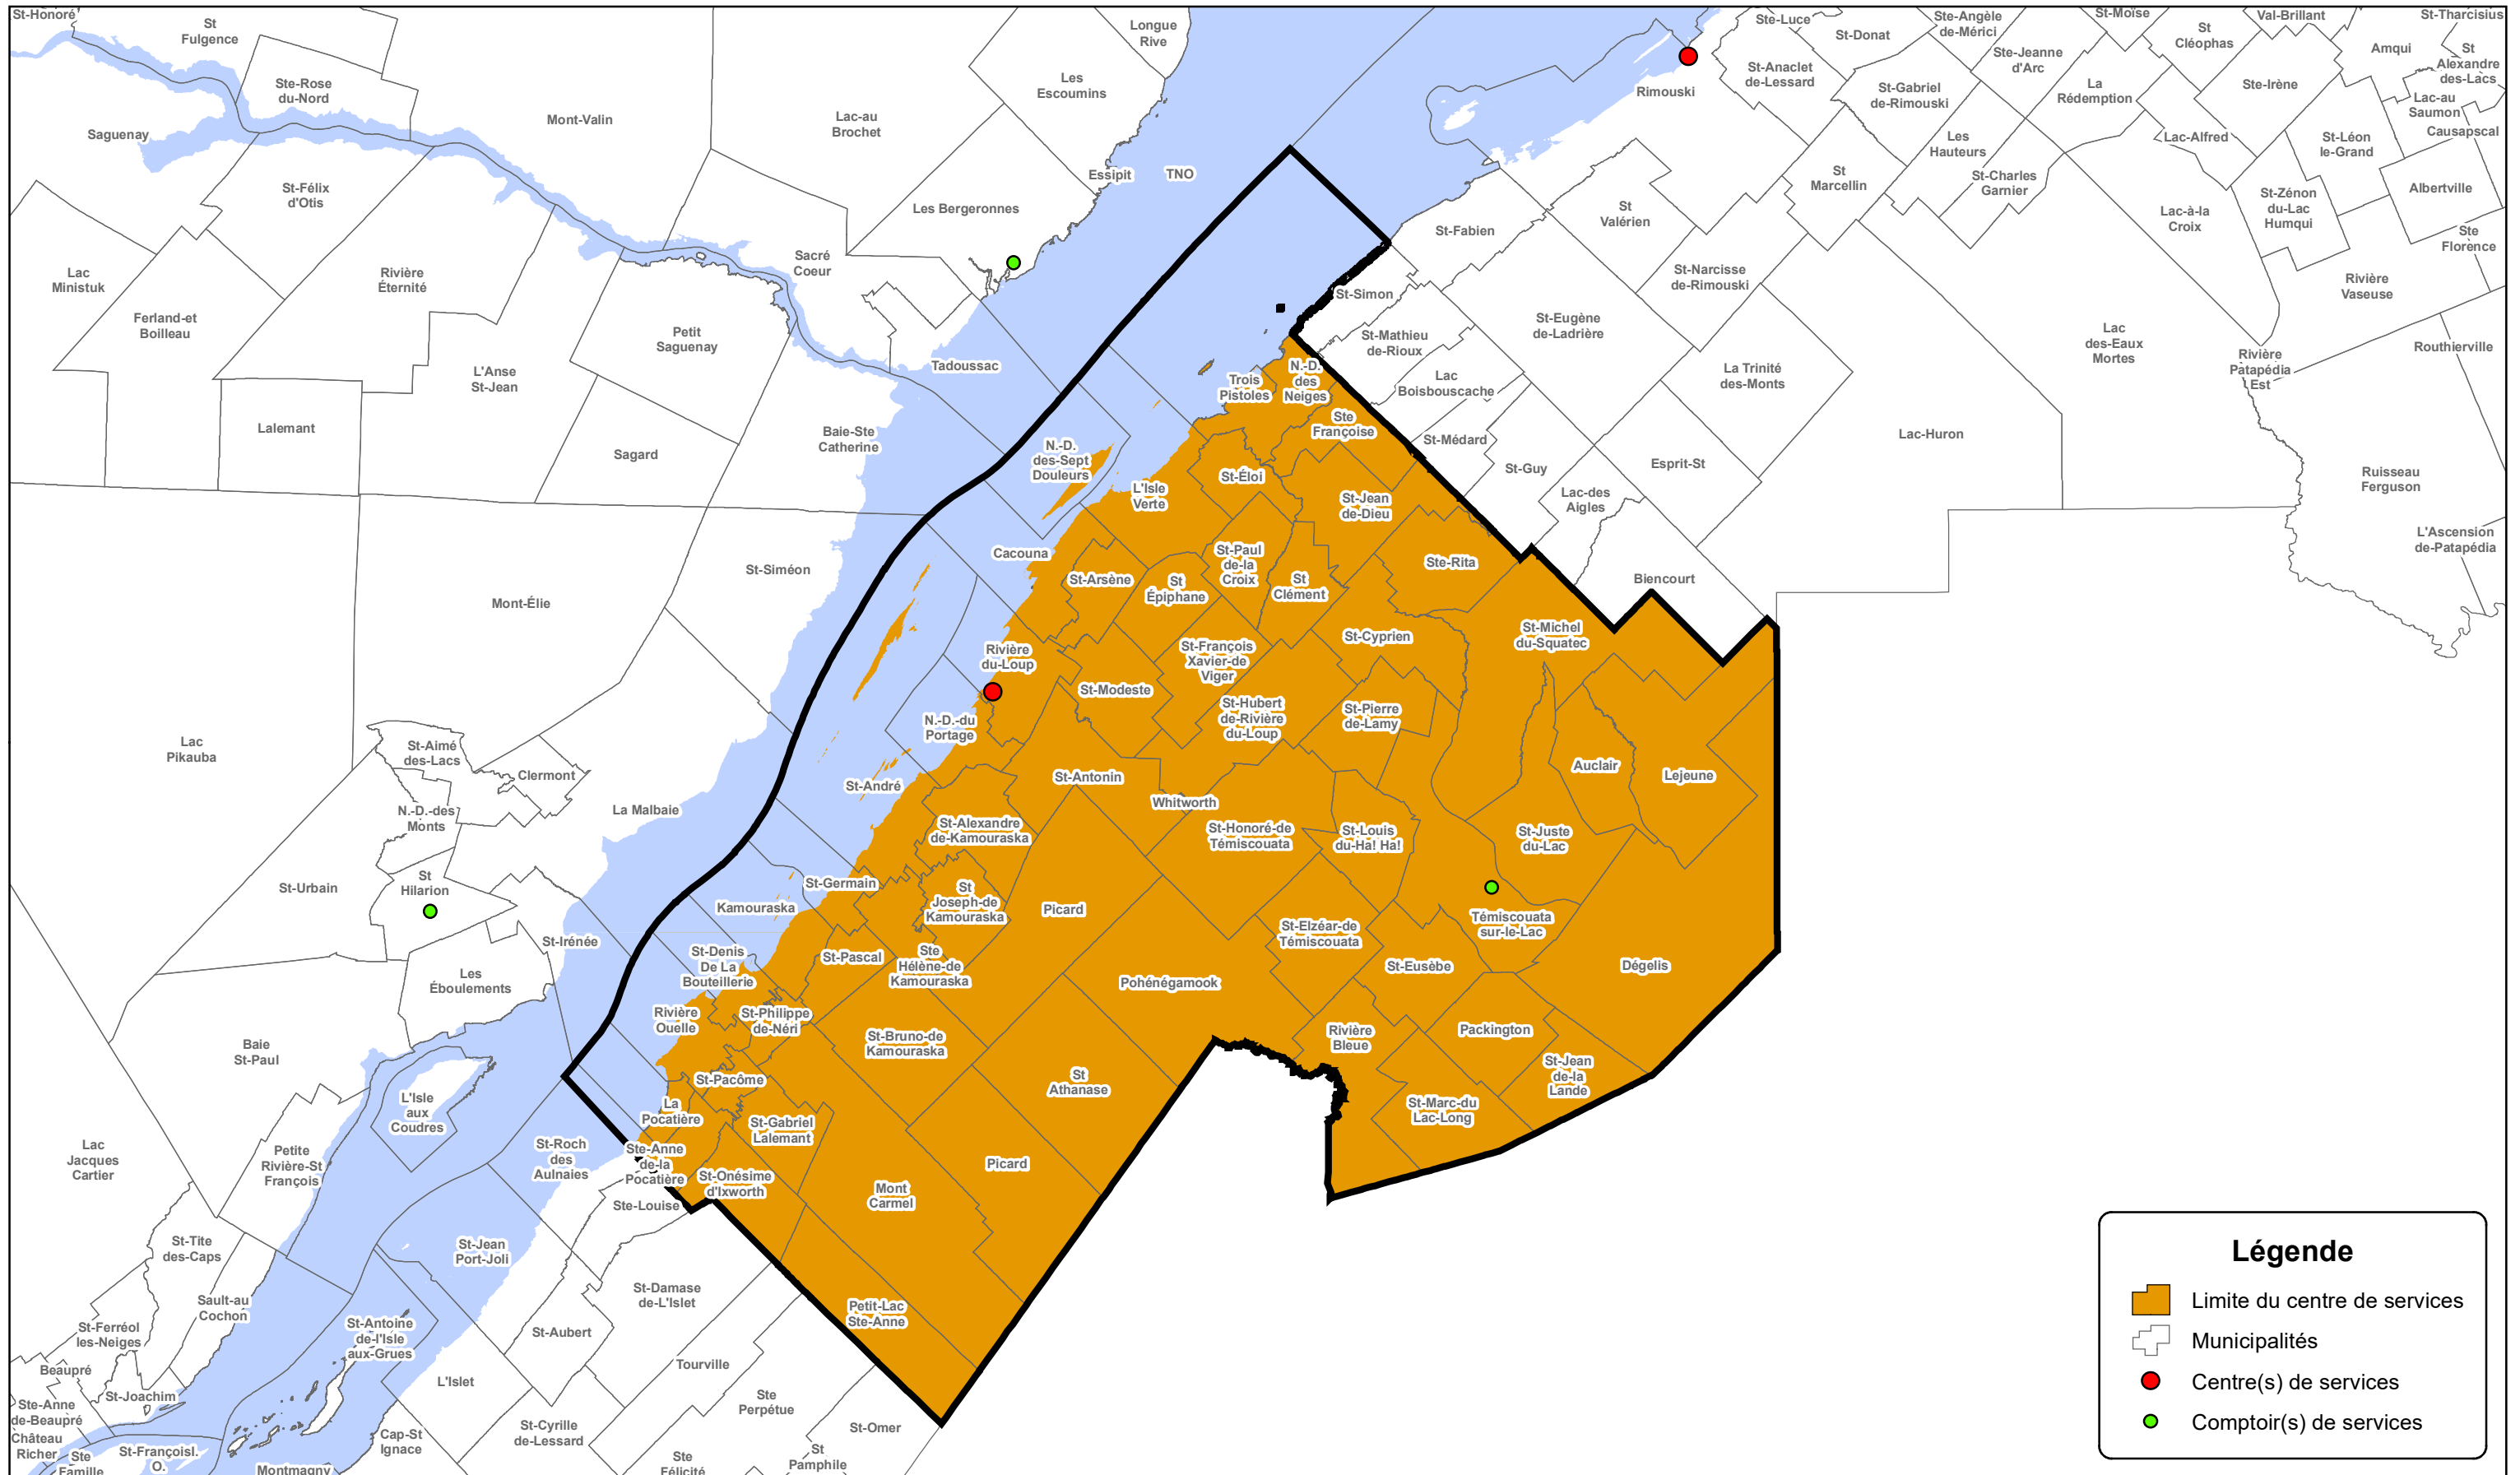 St-Honoré
St
Fulgence
Ste-Rose
du-Nord
Saguenay
Mont-Valin
Lac-au
Brochet
Longue
Rive
Les
Escoumins
Essipit
TNO
Les Bergeronnes
St-Félix
d'Otis
Rivière
Éternité
Lac
Ministuk
Ferland-et
Boilleau
Lalemant
L'Anse
St-Jean
Petit
Saguenay
Sagard
Sacré
Coeur
Tadoussac
Baie-Ste
Catherine
St-Siméon
Mont-Élie
Lac
Pikauba
St-Aimé
des-Lacs
Clermont
N.-D.-des
Monts
La Malbaie
St-Urbain
St
Hilarion
St-Irénée
Les
Éboulements
Baie
St-Paul
L'Isle
aux
Coudres
Petite
Rivière-St
François
Lac
Jacques
Cartier
St-Tite
des-Caps
Sault-au
Cochon
St-Ferréol
les-Neiges
Beaupré
St-Joachim
Ste-Anne
de-Beaupré
Château
Richer
Ste
Famille
St-FrançoisI.
O.
Montmagny
St-Antoine
de-l'Isle
aux-Grues
Cap-St
Ignace
L'Islet
St-Jean
Port-Joli
St-Roch
des
Aulnaies
Ste-Louise
St-Aubert
St-Damase
de-L'Islet
St-Cyrille
de-Lessard
Tourville
Ste
Perpétue
Ste
Félicité
St
Pamphile
St-Omer
Rimouski
Ste-Luce
St-Anaclet
de-Lessard
St-Donat
Ste-Angèle
de-Mérici
St-Gabriel
de-Rimouski
Ste-Jeanne
d'Arc
St-Moïse
La
Rédemption
St
Cléophas
Val-Brillant
St-Tharcisius
Amqui
St
Alexandre
des-Lacs
Ste-Irène
Lac-au
Saumon
Causapscal
St-Léon
le-Grand
Lac-Alfred
Les
Hauteurs
St-Charles
Garnier
St
Marcellin
Albertville
St-Zénon
du-Lac
Humqui
Lac-à-la
Croix
Ste
Florence
Rivière
Vaseuse
St-Fabien
St
Valérien
St-Narcisse
de-Rimouski
St-Simon
St-Mathieu
de-Rioux
St-Eugène
de-Ladrière
Lac
Boisbouscache
La Trinité
des-Monts
Lac
des-Eaux
Mortes
Rivière
Patapédia
Est
Routhierville
Lac-Huron
St-Médard
St-Guy
Esprit-St
Lac-des
Aigles
Ruisseau
Ferguson
L'Ascension
de-Patapédia
Biencourt
Trois
Pistoles
N.-D.
des
Neiges
Ste
Françoise
N.-D.
des-Sept
Douleurs
L'Isle
Verte
St-Éloi
St-Jean
de-Dieu
Cacouna
St-Arsène
St
Épiphane
St-Paul
de-la
Croix
St
Clément
Ste-Rita
St-Cyprien
St-Michel
du-Squatec
Rivière
du-Loup
St-François
Xavier-de
Viger
St-Modeste
St-Hubert
de-Rivière
du-Loup
St-Pierre
de-Lamy
N.-D.-du
Portage
St-André
St-Antonin
Whitworth
Auclair
Lejeune
St-Alexandre
de-Kamouraska
St-Honoré-de
Témiscouata
St-Louis
du-Ha! Ha!
St-Juste
du-Lac
St-Germain
Kamouraska
St
Joseph-de
Kamouraska
Picard
St-Elzéar-de
Témiscouata
Témiscouata
sur-le-Lac
St-Denis
De La
Bouteillerie
St-Pascal
Ste
Hélène-de
Kamouraska
Pohénégamook
St-Eusèbe
Dégelis
Rivière
Ouelle
St-Philippe
de-Néri
St-Bruno-de
Kamouraska
Rivière
Bleue
Packington
St-Jean
de-la
Lande
St-Pacôme
St
Athanase
La
Pocatière
St-Gabriel
Lalemant
St-Marc-du
Lac-Long
Ste-Anne
de-la
Pocatière
St-Onésime
d'Ixworth
Mont
Carmel
Picard
Petit-Lac
Ste-Anne
Légende
Limite du centre de services
Municipalités
Centre(s) de services
Comptoir(s) de services